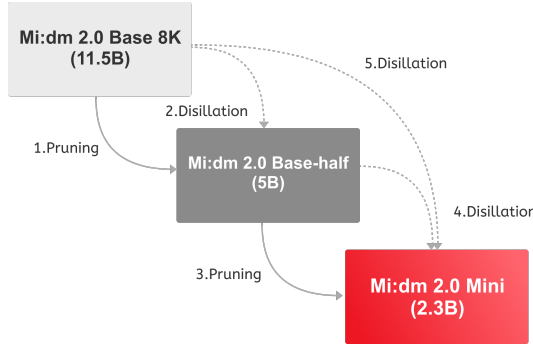 Mi:dm 2.0 Base 8K
(11.5B)
5.Disillation
2.Disillation
1.Pruning
Mi:dm 2.0 Base-half
(5B)
4.Disillation
3.Pruning
Mi:dm 2.0 Mini
(2.3B)